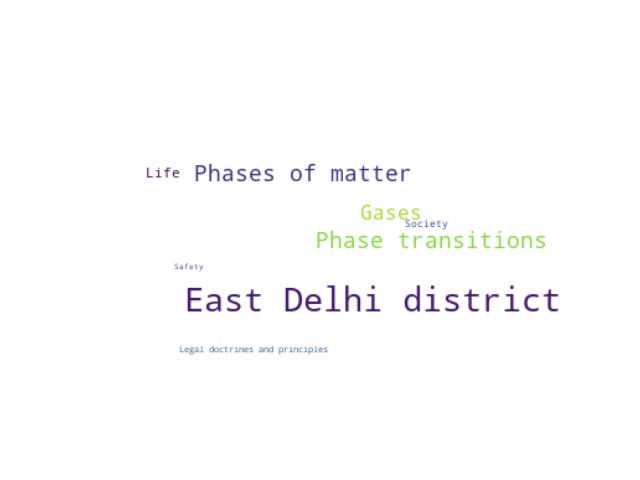 Life
Phases of matter
Gases
Society
Phase transitions
Safety
East Delhi district
Legal doctrines and principles